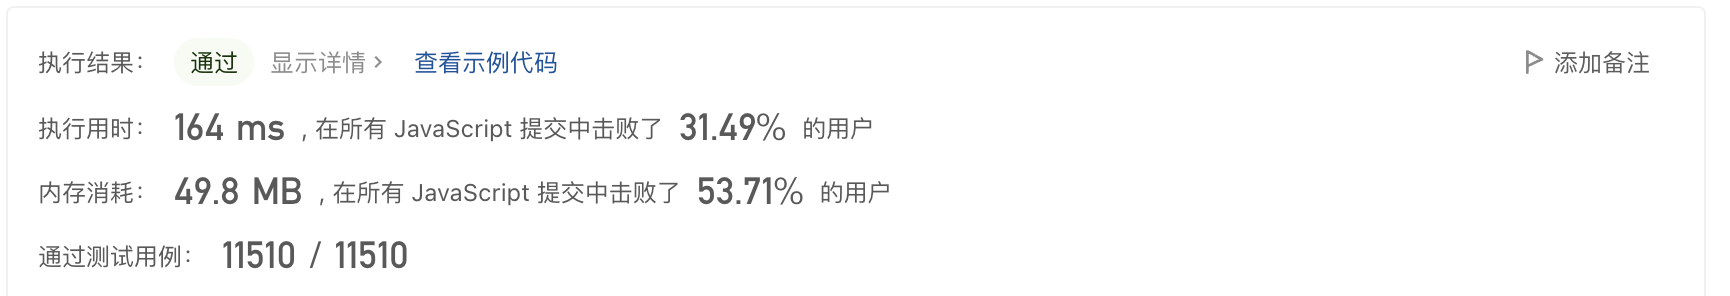 执行结果： 通过 显示详情 › 查看示例代码 添加备注
执行用时： 164 ms , 在所有 JavaScript 提交中击败了 31.49% 的用户
内存消耗： 49.8 MB , 在所有 JavaScript 提交中击败了 53.71% 的用户
通过测试用例： 11510 / 11510